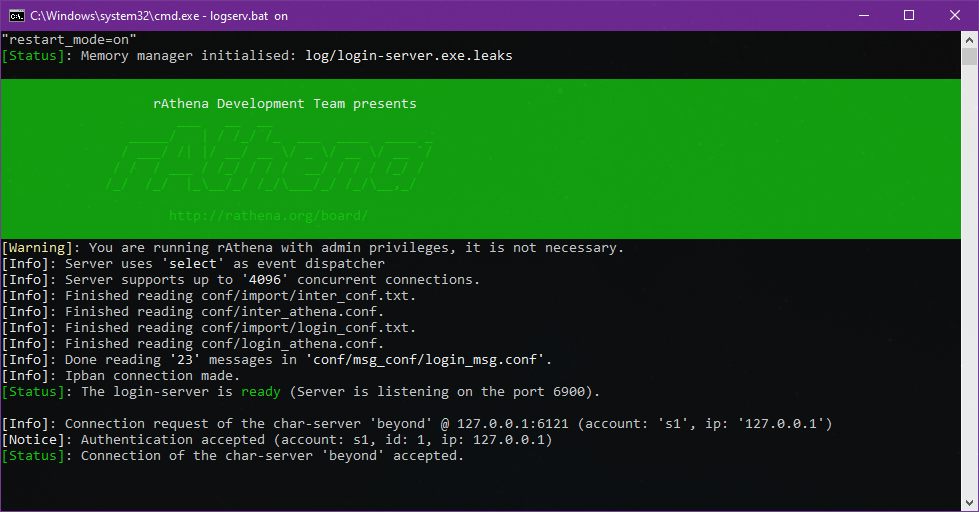 C:\Windows\system32\cmd.exe - logserv.bat on
"restart_mode=on"
[Status]: Memory manager initialised: log/login-server.exe.leaks
rAthena Development Team presents
rAthena
http://rathena.org/board/
[Warning]: You are running rAthena with admin privileges, it is not necessary.
[Info]: Server uses 'select' as event dispatcher
[Info]: Server supports up to '4096' concurrent connections.
[Info]: Finished reading conf/import/inter_conf.txt.
[Info]: Finished reading conf/inter_athena.conf.
[Info]: Finished reading conf/import/login_conf.txt.
[Info]: Finished reading conf/login_athena.conf.
[Info]: Done reading '23' messages in 'conf/msg_conf/login_msg.conf'.
[Info]: Ipban connection made.
[Status]: The login-server is ready (Server is listening on the port 6900).
[Info]: Connection request of the char-server 'beyond' @ 127.0.0.1:6121 (account: 's1', ip: '127.0.0.1')
[Notice]: Authentication accepted (account: s1, id: 1, ip: 127.0.0.1)
[Status]: Connection of the char-server 'beyond' accepted.